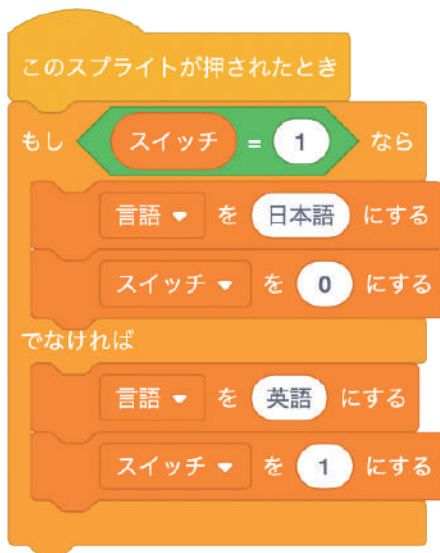 このスプライトが押されたとき
もし スイッチ = 1 なら
言語 を 日本語 にする
スイッチ を 0 にする
でなければ
言語 を 英語 にする
スイッチ を 1 にする